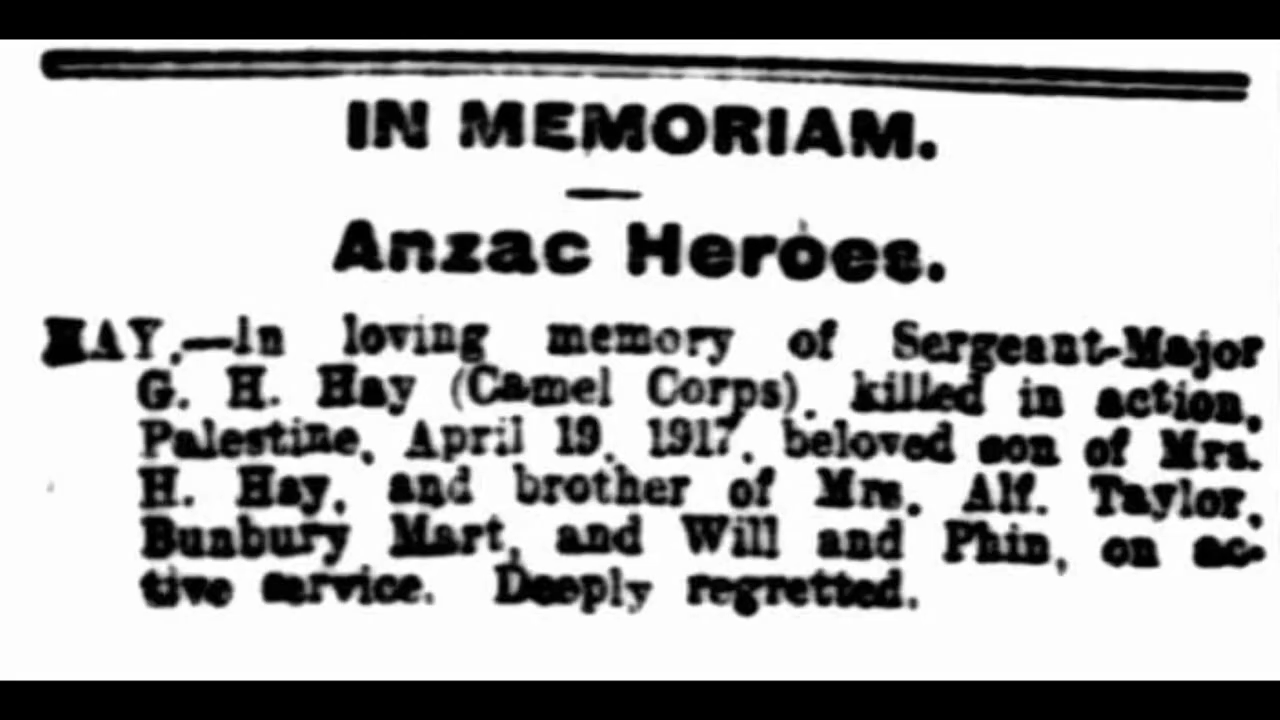 IN MEMORIAM.
Anzac Heroes.
HAY.—In loving memory of Sergeant-Major
G. H. Hay (Camel Corps), killed in action,
Palestine, April 19, 1917, beloved son of Mrs.
H. Hay, and brother of Mrs. Alf. Taylor,
Bunbury Mart, and Will and Phin, on ac-
tive service. Deeply regretted.